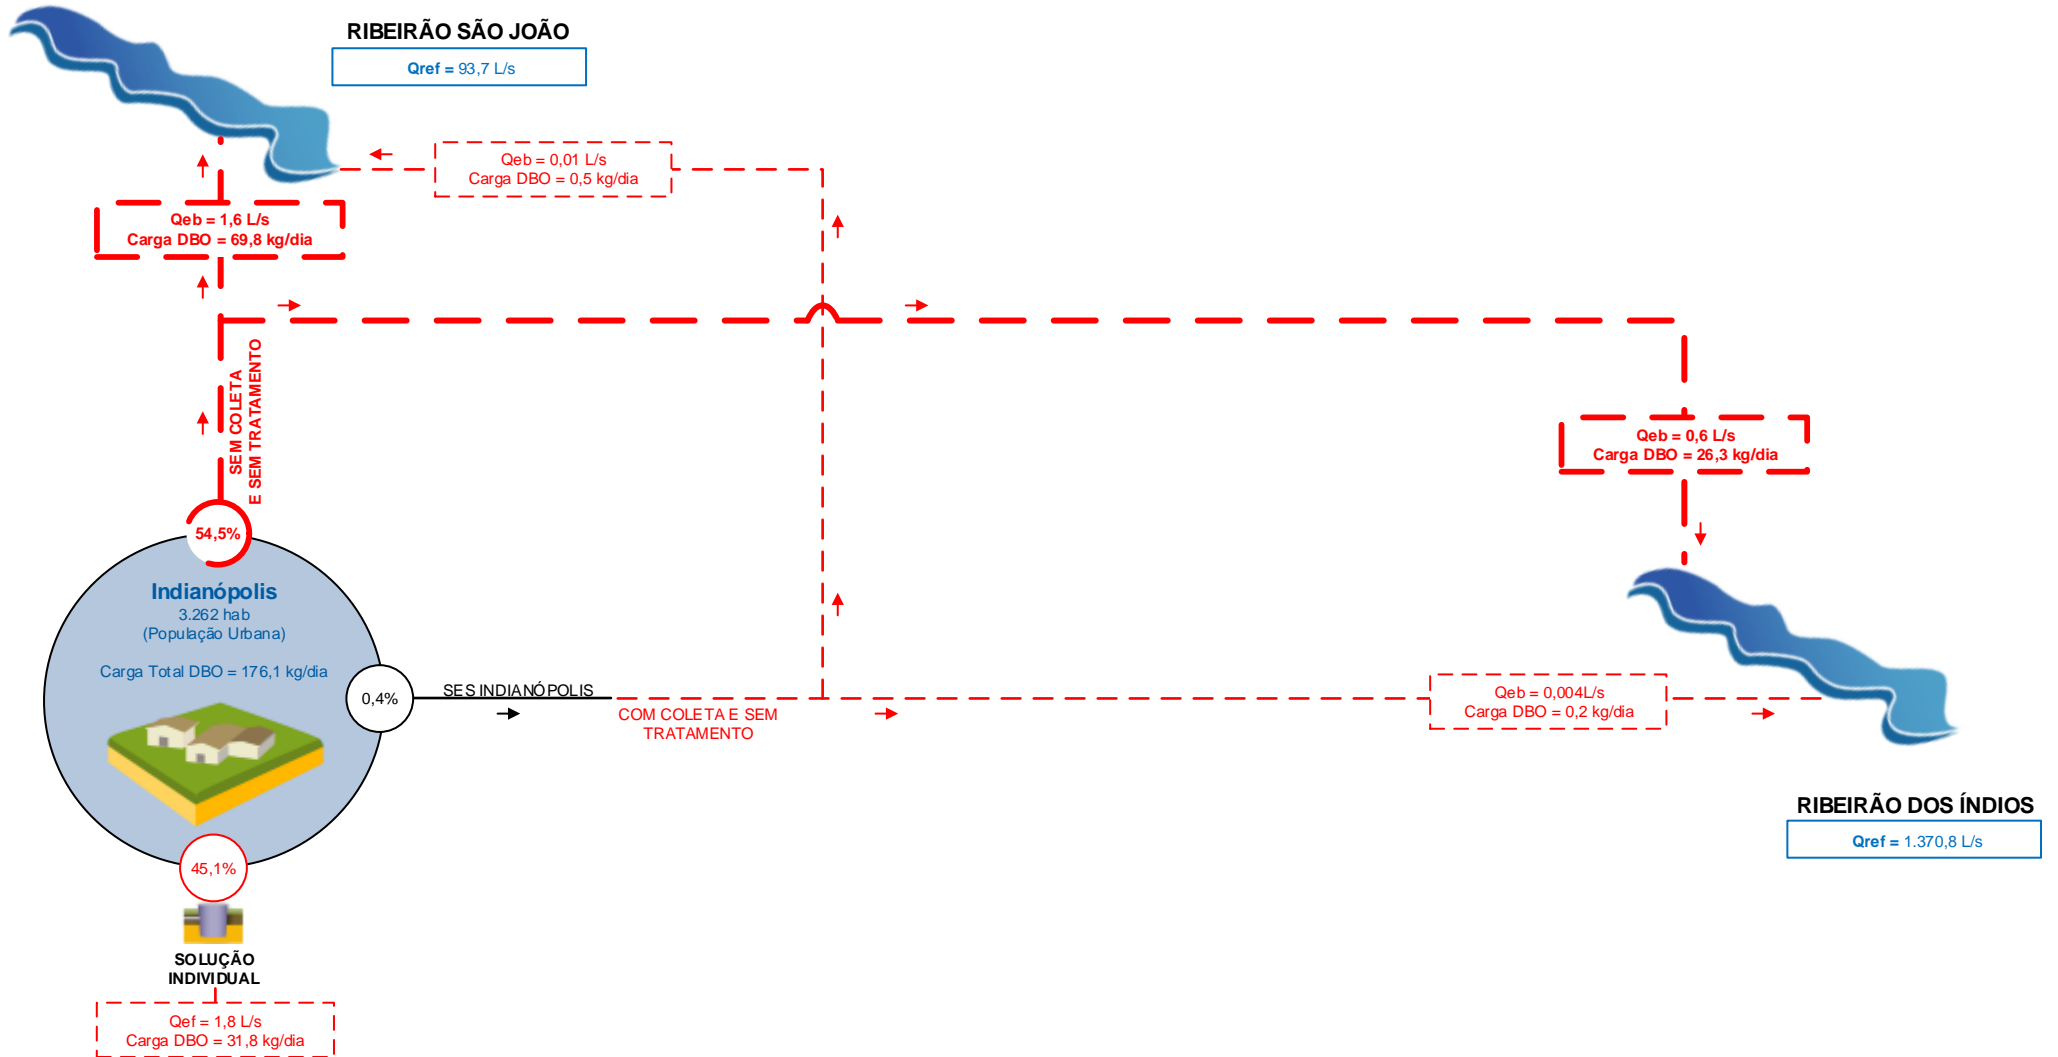 RIBEIRÃO SÃO JOÃO
Qref = 93,7 L/s
Qeb = 0,01 L/s
Carga DBO = 0,5 kg/dia
Qeb = 1,6 L/s
Carga DBO = 69,8 kg/dia
SEM COLETA
E SEM TRATAMENTO
Qeb = 0,6 L/s
Carga DBO = 26,3 kg/dia
54,5%
Indianópolis
3.262 hab
(População Urbana)
Carga Total DBO = 176,1 kg/dia
0,4%
SES INDIANÓPOLIS
COM COLETA E SEM
TRATAMENTO
Qeb = 0,004L/s
Carga DBO = 0,2 kg/dia
RIBEIRÃO DOS ÍNDIOS
Qref = 1.370,8 L/s
45,1%
SOLUÇÃO
INDIVIDUAL
Qef = 1,8 L/s
Carga DBO = 31,8 kg/dia